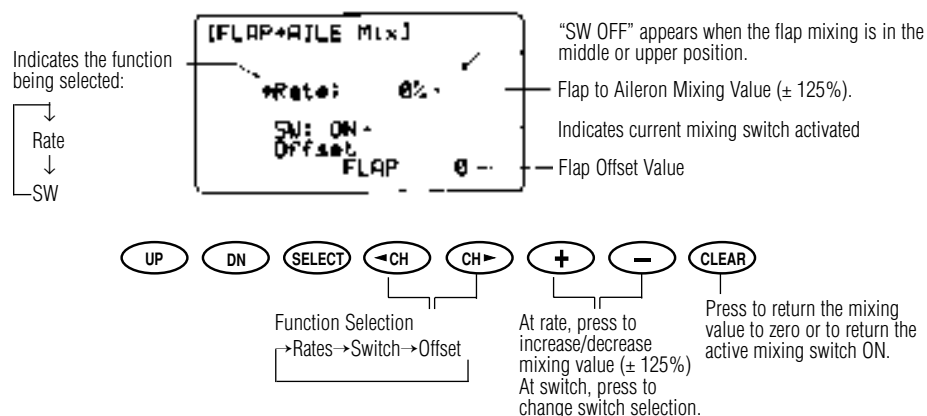 [FLAP→AILE Mix]
"SW OFF" appears when the flap mixing is in the
middle or upper position.
Indicates the function
being selected:
Rate
SW
→Rate: 0%
Flap to Aileron Mixing Value (± 125%).
SW: ON
Indicates current mixing switch activated
Offset
FLAP 0
Flap Offset Value
UP DN SELECT ◄CH CH► + − CLEAR
Function Selection
→Rates→Switch→Offset
At rate, press to
increase/decrease
mixing value (± 125%)
At switch, press to
change switch selection.
Press to return the mixing
value to zero or to return the
active mixing switch ON.